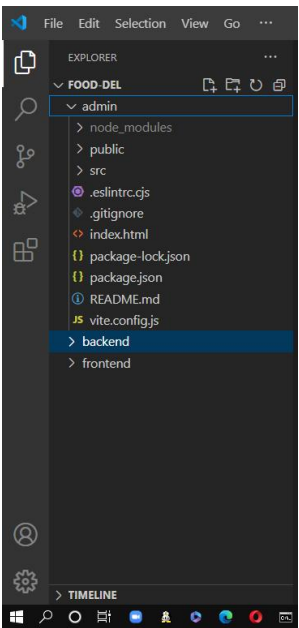 File Edit Selection View Go ...
EXPLORER ...
FOOD-DEL
admin
node_modules
public
src
.eslintrc.cjs
.gitignore
index.html
{} package-lock.json
{} package.json
README.md
JS vite.config.js
backend
frontend
TIMELINE